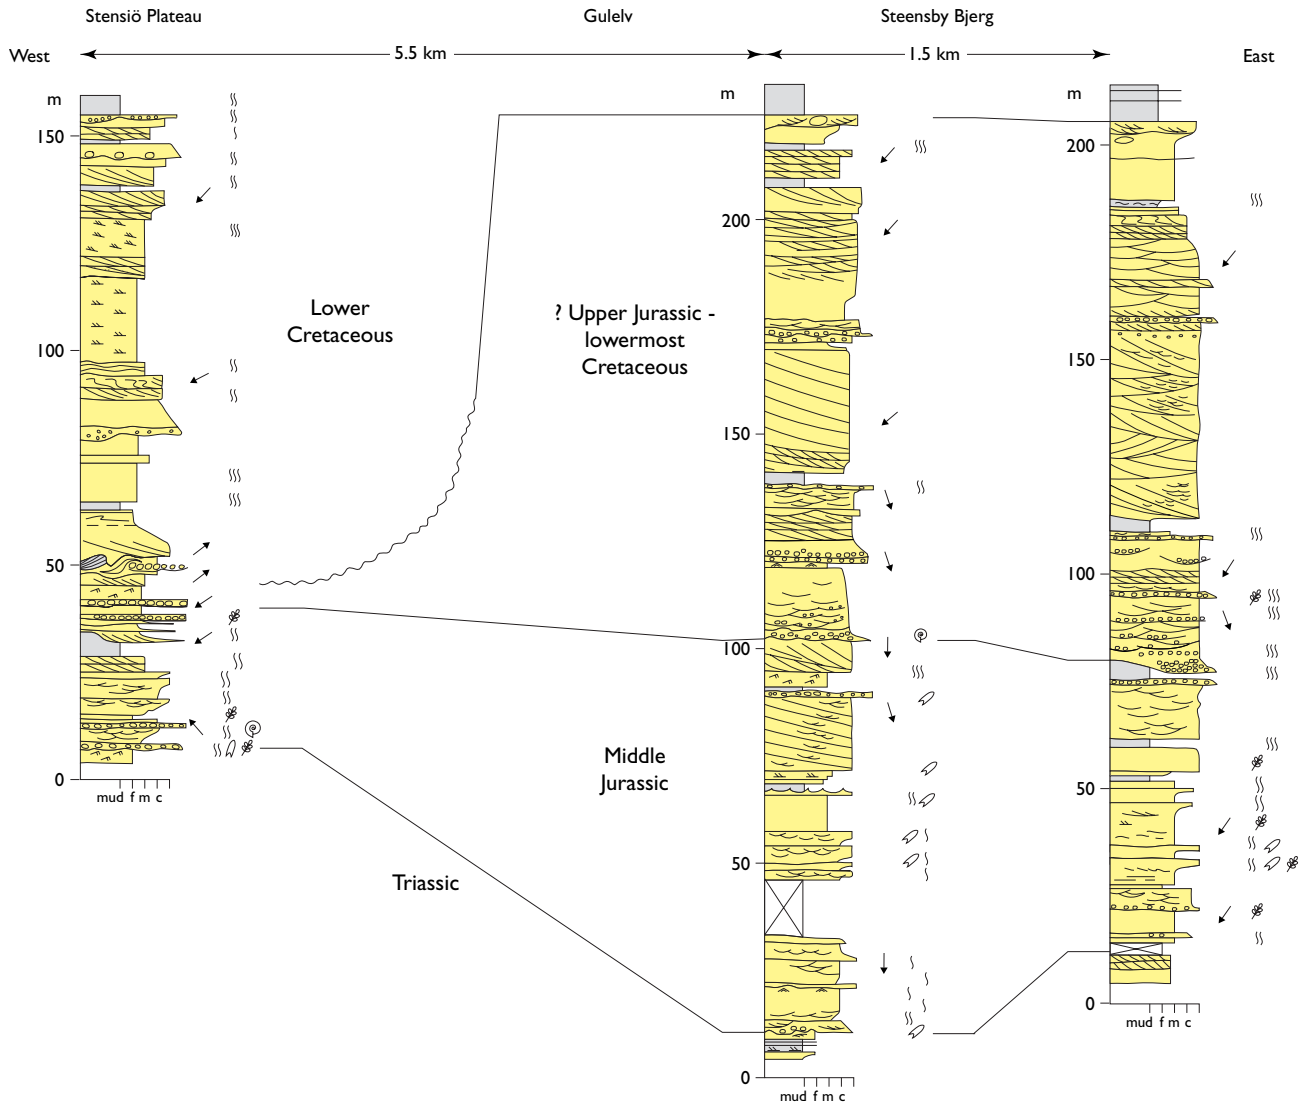 Stensiö Plateau Gulelv Steensby Bjerg
West 5.5 km 1.5 km East
m m m
150
100
50
0
mud f m c
200
150
100
50
0
mud f m c
200
150
100
50
0
mud f m c
Lower
Cretaceous
? Upper Jurassic -
lowermost
Cretaceous
Middle
Jurassic
Triassic